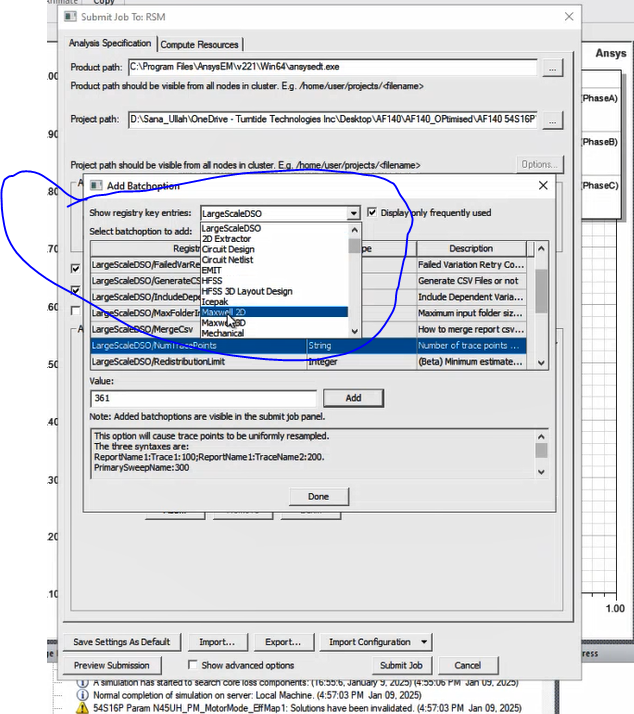 Copy
Submit Job To: RSM
Analysis Specification
Compute Resources
Ansys
Product path:
C:\Program Files\AnsysEM\v221\Win64\ansysedt.exe
...
Product path should be visible from all nodes in cluster. E.g. /home/user/projects/<filename>
(PhaseA)
Project path:
D:\Sana_Ullah\OneDrive - Turntide Technologies Inc\Desktop\AF140\AF140_OPtimised\AF140 54S16P
...
(PhaseB)
Project path should be visible from all nodes in cluster. E.g. /home/user/projects/<filename>
Options...
(PhaseC)
Add Batchoption
Show registry key entries:
LargeScaleDSO
Display only frequently used
Select batchoption to add:
LargeScaleDSO
2D Extractor
Circuit Design
Circuit Netlist
EMIT
HFSS
HFSS 3D Layout Design
Icepak
Maxwell 2D
Maxwell 3D
Mechanical
Description
LargeScaleDSO/FailedVarRe
Failed Variation Retry Co...
LargeScaleDSO/GenerateCS
Generate CSV Files or not
LargeScaleDSO/IncludeDepe
Include Dependent Varia...
LargeScaleDSO/MaxFolderIn
Maximum input folder siz...
LargeScaleDSO/MergeCsv
How to merge report csv...
LargeScaleDSO/NumTracePoints
String
Number of trace points ...
LargeScaleDSO/RedistributionLimit
Integer
(Beta) Minimum estimate...
Value:
361
Add
Note: Added batchoptions are visible in the submit job panel.
This option will cause trace points to be uniformly resampled.
The three syntaxes are:
ReportName1:Trace1:100;ReportName1:TraceName2:200.
PrimarySweepName:300
Done
.00
.90
.80
.70
.60
.50
.40
.30
.20
.10
1.00
Save Settings As Default
Import...
Export...
Import Configuration
ress
Preview Submission
Show advanced options
Submit Job
Cancel
A simulation has started to search core loss components: (16:55:6, January 9, 2025) (4:55:06 PM Jan 09, 2025)
Normal completion of simulation on server: Local Machine. (4:57:03 PM Jan 09, 2025)
54S16P Param N45UH_PM_MotorMode_EffMap1: Solutions have been invalidated. (4:57:03 PM Jan 09, 2025)